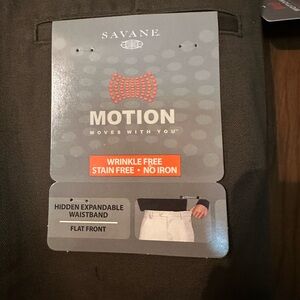 SAVANE
MOTION
MOVES WITH YOU
WRINKLE FREE
STAIN FREE • NO IRON
HIDDEN EXPANDABLE
WAISTBAND
FLAT FRONT